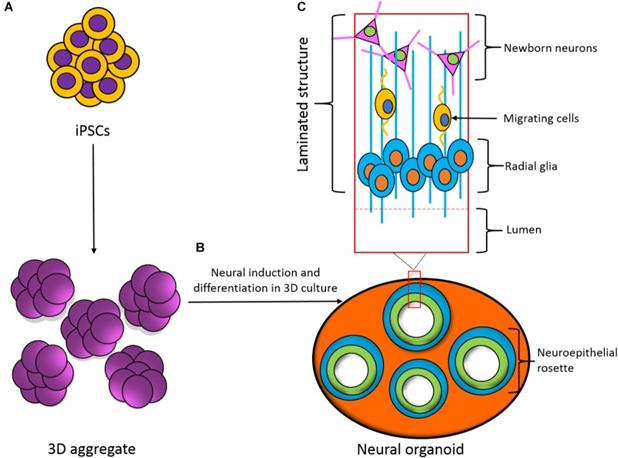 A
iPSCs
3D aggregate
B
Neural induction and
differentiation in 3D culture
C
Laminated structure
Newborn neurons
Migrating cells
Radial glia
Lumen
Neuroepithelial
rosette
Neural organoid